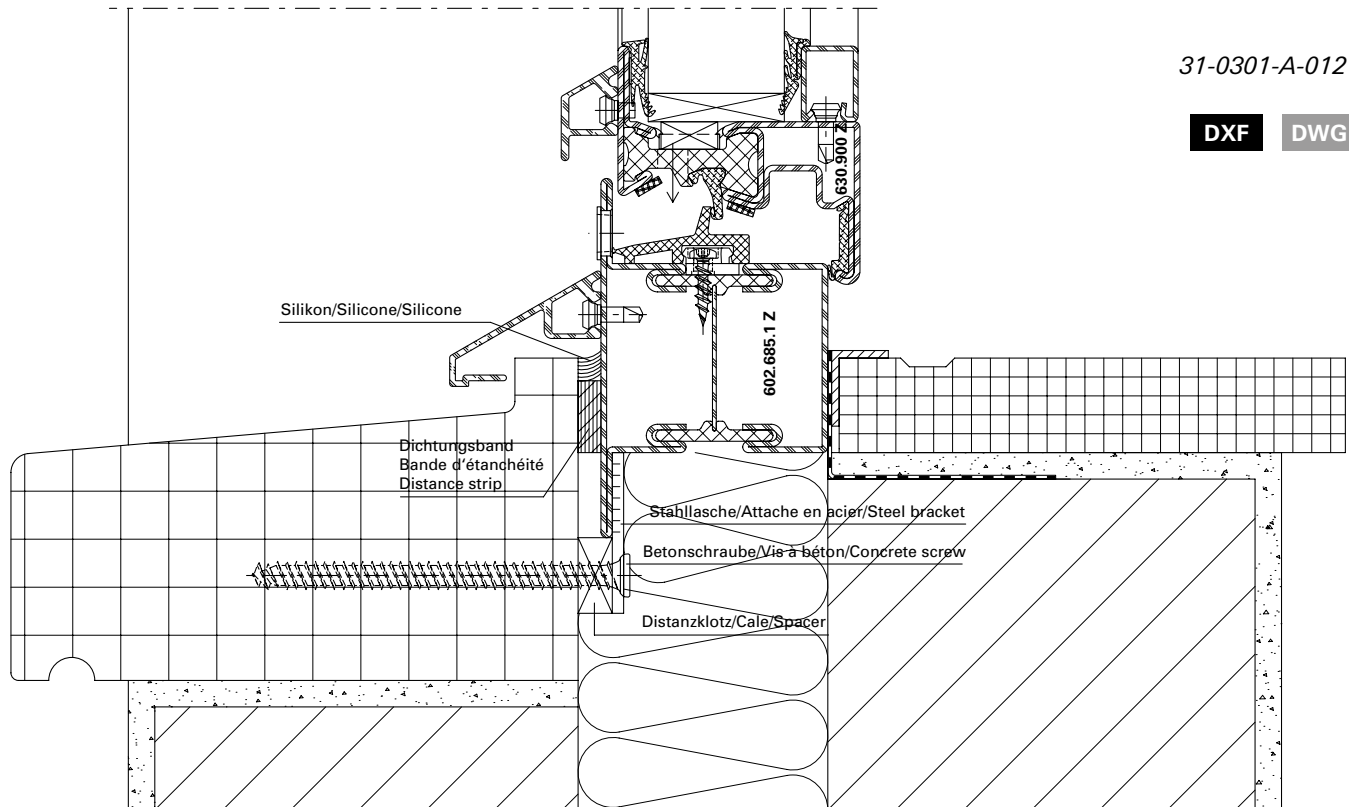 31-0301-A-012
DXF DWG
630.900 Z
Silikon/Silicone/Silicone
602.685.1 Z
Dichtungsband
Bande d‘étanchéité
Distance strip
Stahllasche/Attache en acier/Steel bracket
Betonschraube/Vis à béton/Concrete screw
Distanzklotz/Cale/Spacer